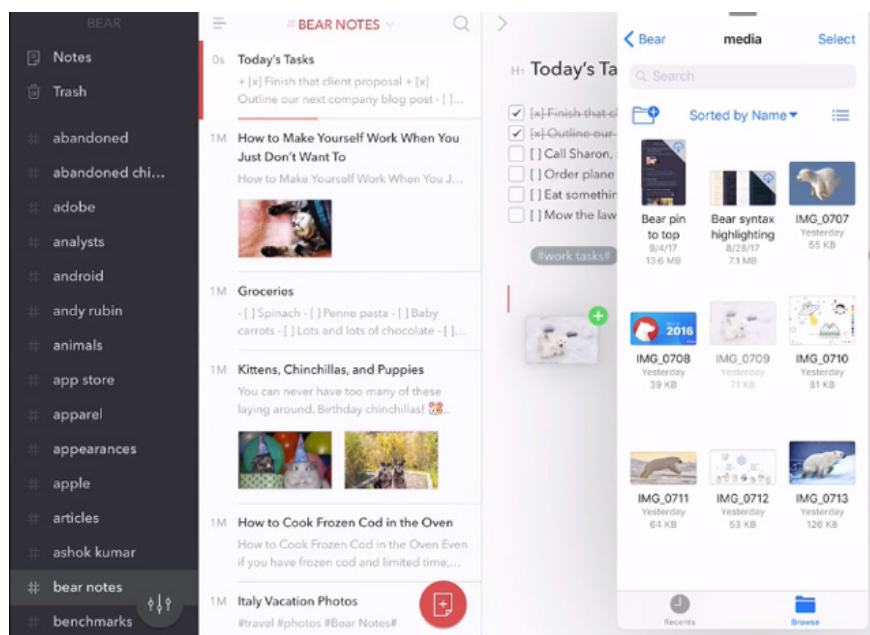 BEAR
Notes
Trash
# abandoned
# abandoned chi...
# adobe
# analysts
# android
# andy rubin
# animals
# app store
# apparel
# appearances
# apple
# articles
# ashok kumar
# bear notes
# benchmarks
# BEAR NOTES
0s Today's Tasks
+ [x] Finish that client proposal + [x]
Outline our next company blog post - [ ]...
1M How to Make Yourself Work When You
Just Don't Want To
How to Make Yourself Work When You J...
1M Groceries
- [ ] Spinach - [ ] Penne pasta - [ ] Baby
carrots - [ ] Lots and lots of chocolate - [ ]...
1M Kittens, Chinchillas, and Puppies
You can never have too many of these
laying around. Birthday chinchillas! 🐹...
1M How to Cook Frozen Cod in the Oven
How to Cook Frozen Cod in the Oven Even
if you have frozen cod and limited time,...
1M Italy Vacation Photos
#travel #photos #Bear Notes#
H1 Today's Ta
[x] Finish that cl
[x] Outline our
[ ] Call Sharon,
[ ] Order plane
[ ] Eat somethin
[ ] Mow the law
#work tasks#
Bear
media
Select
Search
Sorted by Name
Bear pin
to top
9/4/17
13.6 MB
Bear syntax
highlighting
8/28/17
7.1 MB
IMG_0707
Yesterday
55 KB
2016
IMG_0708
Yesterday
39 KB
IMG_0709
Yesterday
71 KB
IMG_0710
Yesterday
81 KB
IMG_0711
Yesterday
64 KB
IMG_0712
Yesterday
53 KB
IMG_0713
Yesterday
126 KB
Recents
Browse